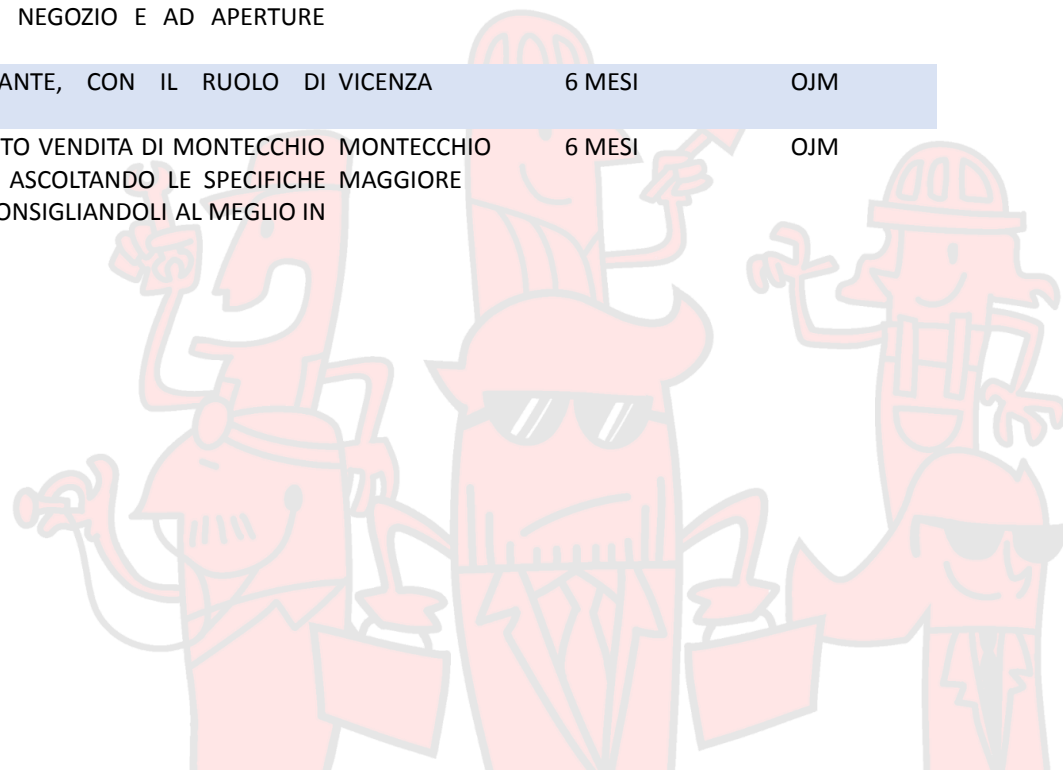 NEGOZIO E AD APERTURE
ANTE, CON IL RUOLO DI VICENZA 6 MESI OJM
TO VENDITA DI MONTECCHIO MONTECCHIO 6 MESI OJM
ASCOLTANDO LE SPECIFICHE MAGGIORE
ONSIGLIANDOLI AL MEGLIO IN